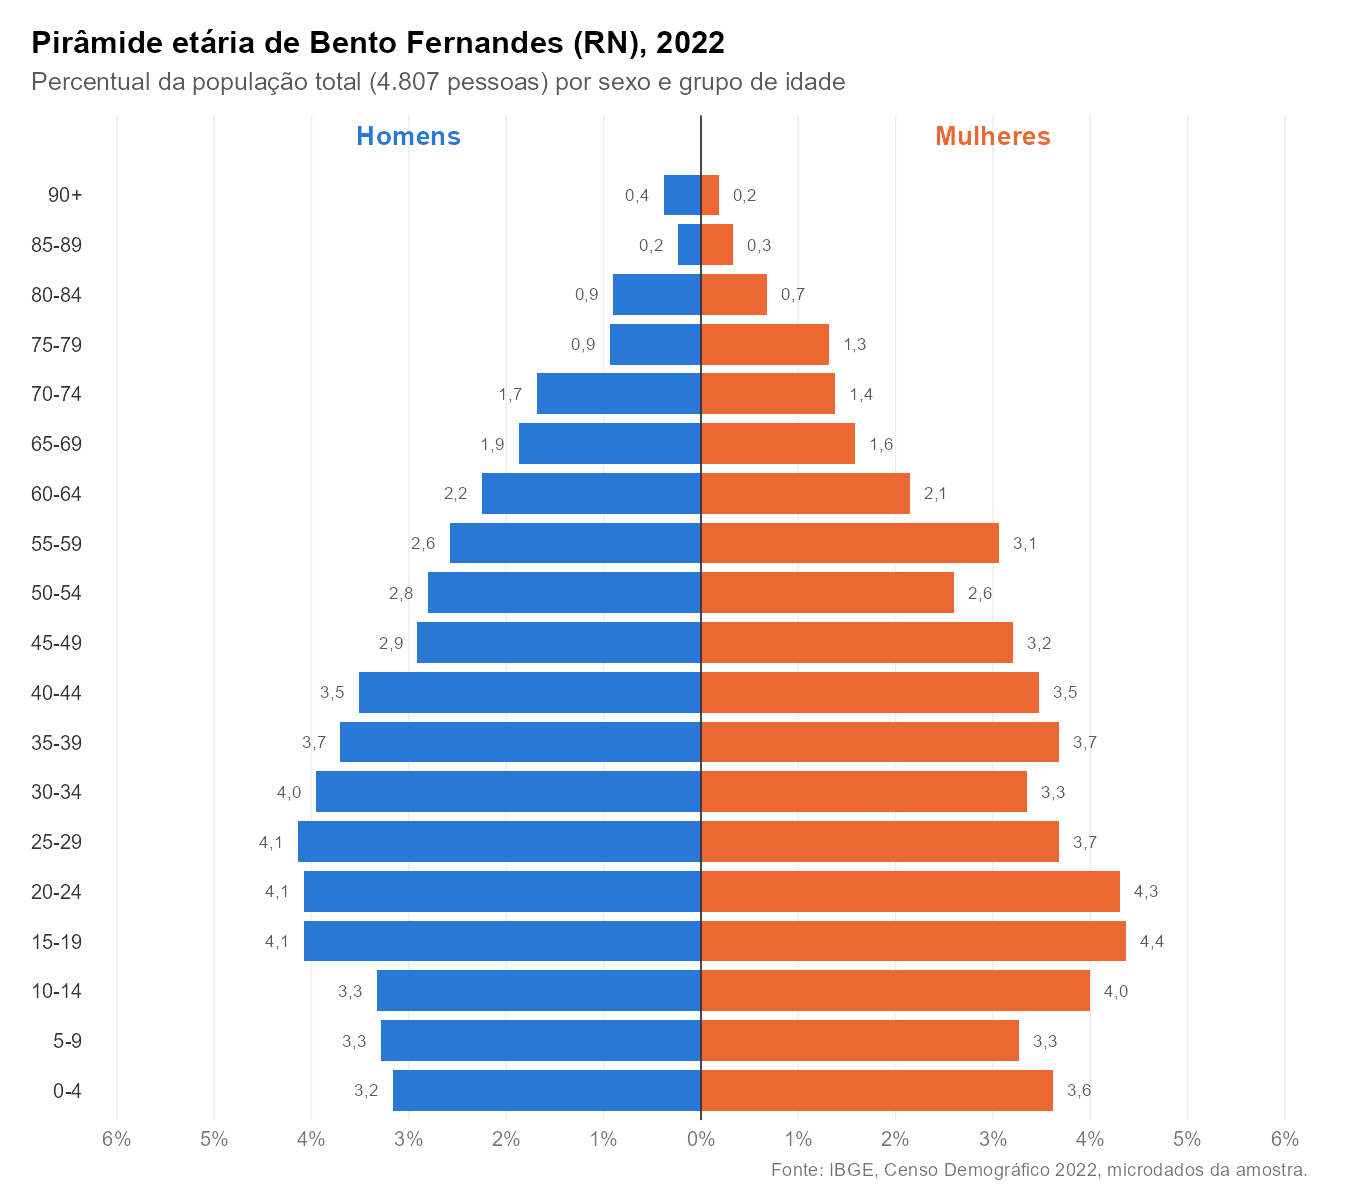 Pirâmide etária de Bento Fernandes (RN), 2022
Percentual da população total (4.807 pessoas) por sexo e grupo de idade
Homens Mulheres
90+ 0,4 0,2
85-89 0,2 0,3
80-84 0,9 0,7
75-79 0,9 1,3
70-74 1,7 1,4
65-69 1,9 1,6
60-64 2,2 2,1
55-59 2,6 3,1
50-54 2,8 2,6
45-49 2,9 3,2
40-44 3,5 3,5
35-39 3,7 3,7
30-34 4,0 3,3
25-29 4,1 3,7
20-24 4,1 4,3
15-19 4,1 4,4
10-14 3,3 4,0
5-9 3,3 3,3
0-4 3,2 3,6
6% 5% 4% 3% 2% 1% 0% 1% 2% 3% 4% 5% 6%
Fonte: IBGE, Censo Demográfico 2022, microdados da amostra.